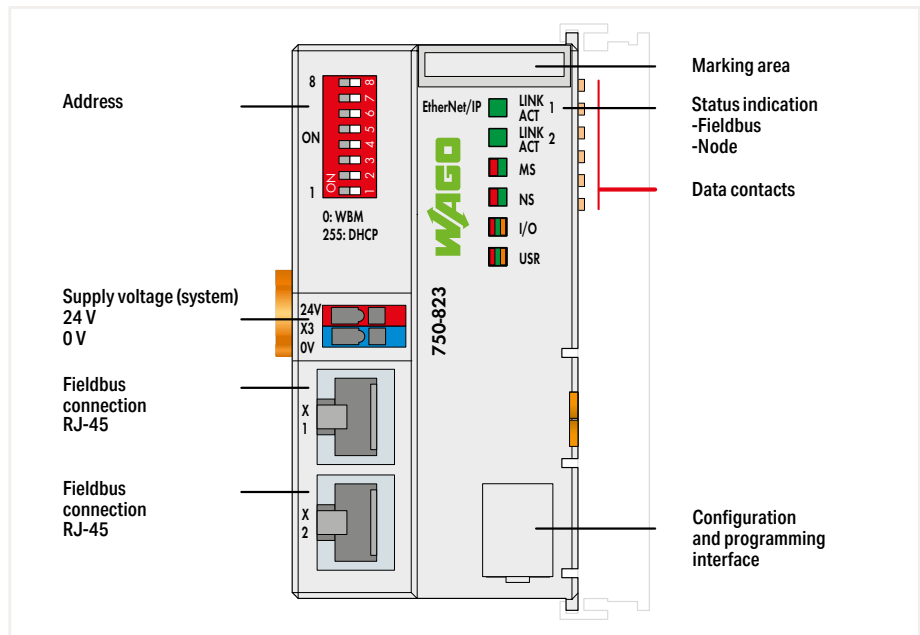 Address
8
ON
1
8
7
6
5
4
3
2
1
ON
0: WBM
255: DHCP
Supply voltage (system)
24 V
0 V
24V
X3
0V
Fieldbus
connection
RJ-45
X
1
Fieldbus
connection
RJ-45
X
2
EtherNet/IP
LINK
ACT 1
LINK
ACT 2
MS
NS
I/O
USR
WAGO
750-823
Marking area
Status indication
-Fieldbus
-Node
Data contacts
Configuration
and programming
interface